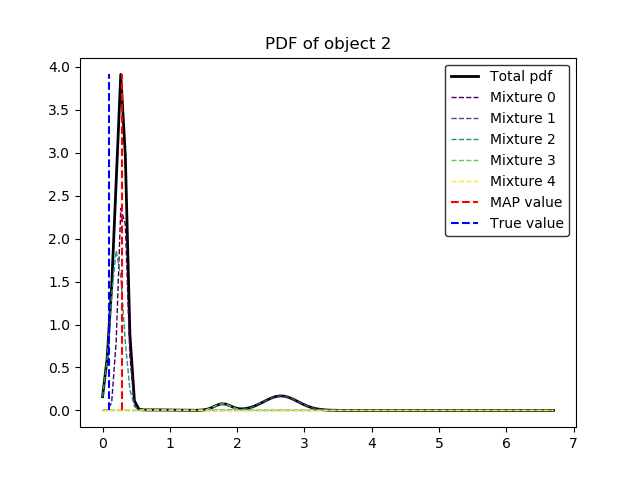 PDF of object 2
4.0
3.5
3.0
2.5
2.0
1.5
1.0
0.5
0.0
0 1 2 3 4 5 6 7
Total pdf
Mixture 0
Mixture 1
Mixture 2
Mixture 3
Mixture 4
MAP value
True value